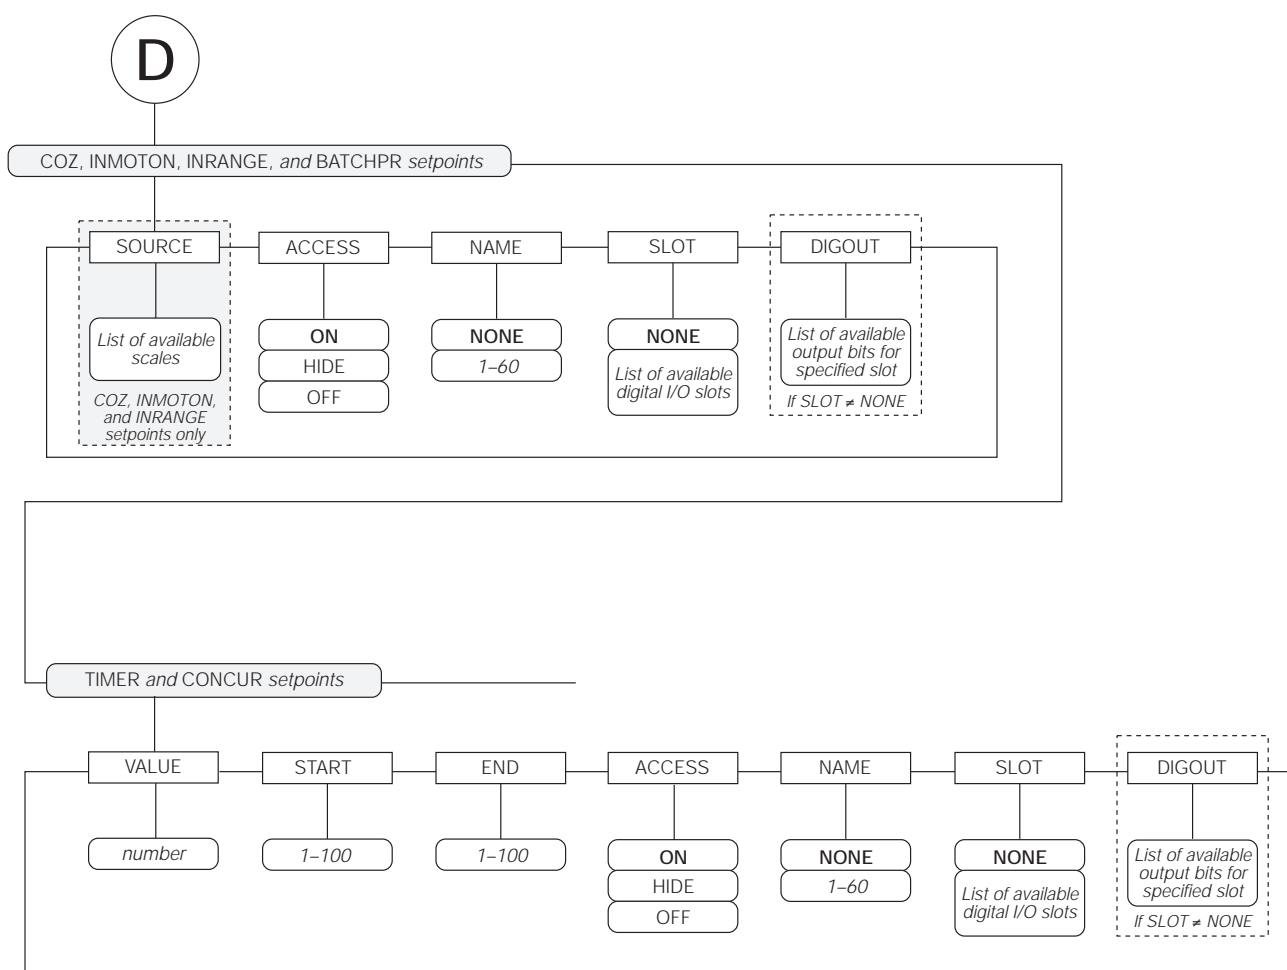 D
COZ, INMOTON, INRANGE, and BATCHPR setpoints
SOURCE
ACCESS
NAME
SLOT
DIGOUT
List of available
scales
COZ, INMOTON,
and INRANGE
setpoints only
ON
HIDE
OFF
NONE
1–60
NONE
List of available
digital I/O slots
List of available
output bits for
specified slot
If SLOT ≠ NONE
TIMER and CONCUR setpoints
VALUE
START
END
ACCESS
NAME
SLOT
DIGOUT
number
1–100
1–100
ON
HIDE
OFF
NONE
1–60
NONE
List of available
digital I/O slots
List of available
output bits for
specified slot
If SLOT ≠ NONE